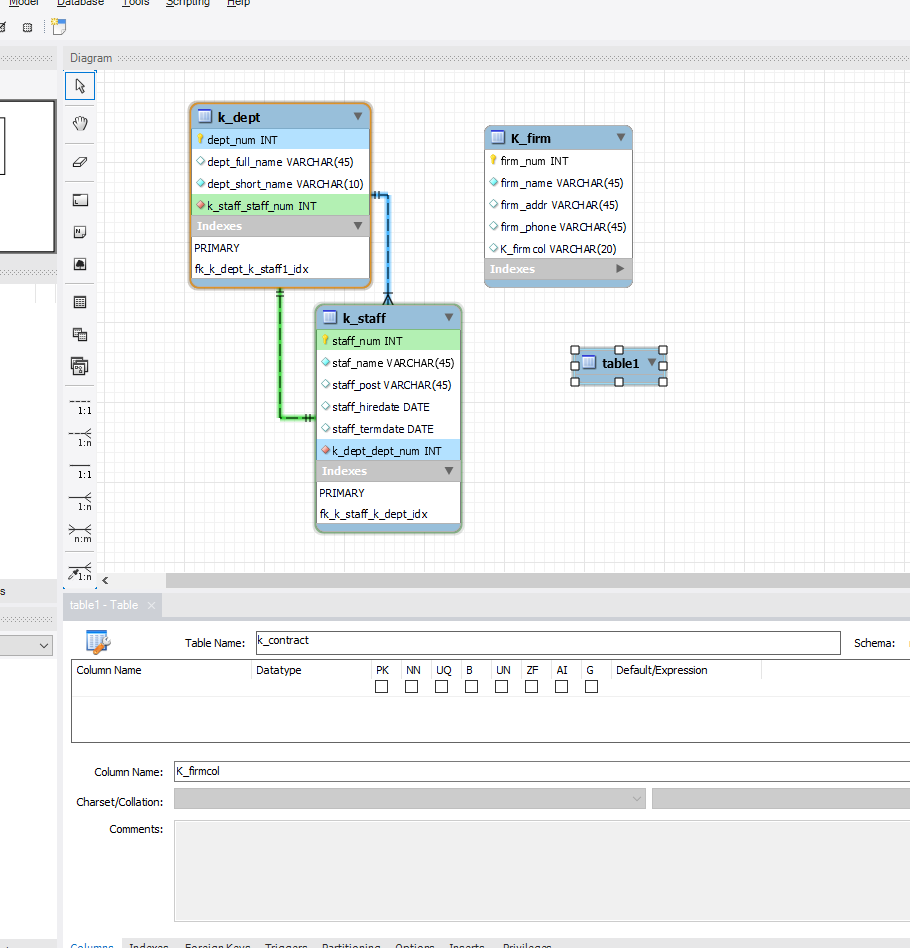 Model Database Tools Scripting Help
Diagram
k_dept
dept_num INT
dept_full_name VARCHAR(45)
dept_short_name VARCHAR(10)
k_staff_staff_num INT
Indexes
PRIMARY
fk_k_dept_k_staff1_idx
K_firm
firm_num INT
firm_name VARCHAR(45)
firm_addr VARCHAR(45)
firm_phone VARCHAR(45)
K_firmcol VARCHAR(20)
Indexes
k_staff
staff_num INT
staf_name VARCHAR(45)
staff_post VARCHAR(45)
staff_hiredate DATE
staff_termdate DATE
k_dept_dept_num INT
Indexes
PRIMARY
fk_k_staff_k_dept_idx
table1
1:1
1:n
1:1
1:n
n:m
1:n
s
table1 - Table
Table Name: k_contract Schema:
Column Name Datatype PK NN UQ B UN ZF AI G Default/Expression
Column Name: K_firmcol
Charset/Collation:
Comments:
Columns Indexes Foreign Keys Triggers Partitioning Options Inserts Privileges